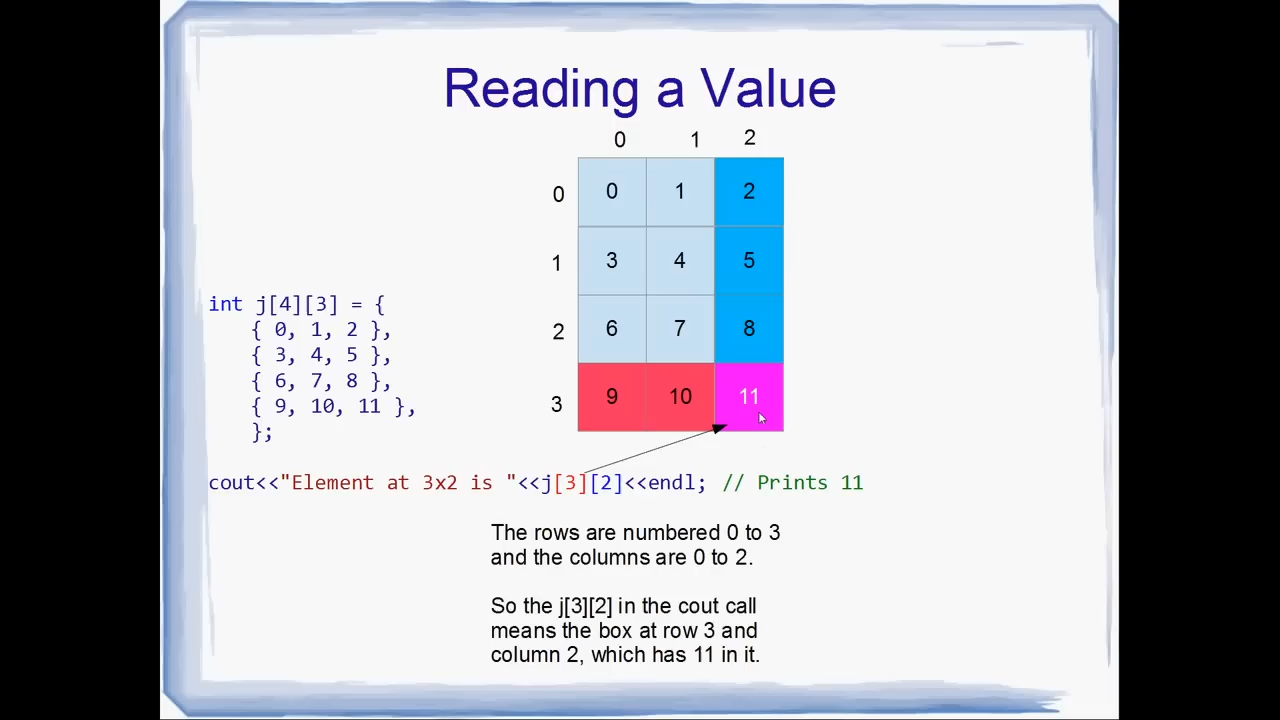 Reading a Value
0 1 2
0 0 1 2
1 3 4 5
2 6 7 8
3 9 10 11
int j[4][3] = {
{ 0, 1, 2 },
{ 3, 4, 5 },
{ 6, 7, 8 },
{ 9, 10, 11 },
};
cout<<"Element at 3x2 is "<<j[3][2]<<endl; // Prints 11
The rows are numbered 0 to 3
and the columns are 0 to 2.
So the j[3][2] in the cout call
means the box at row 3 and
column 2, which has 11 in it.